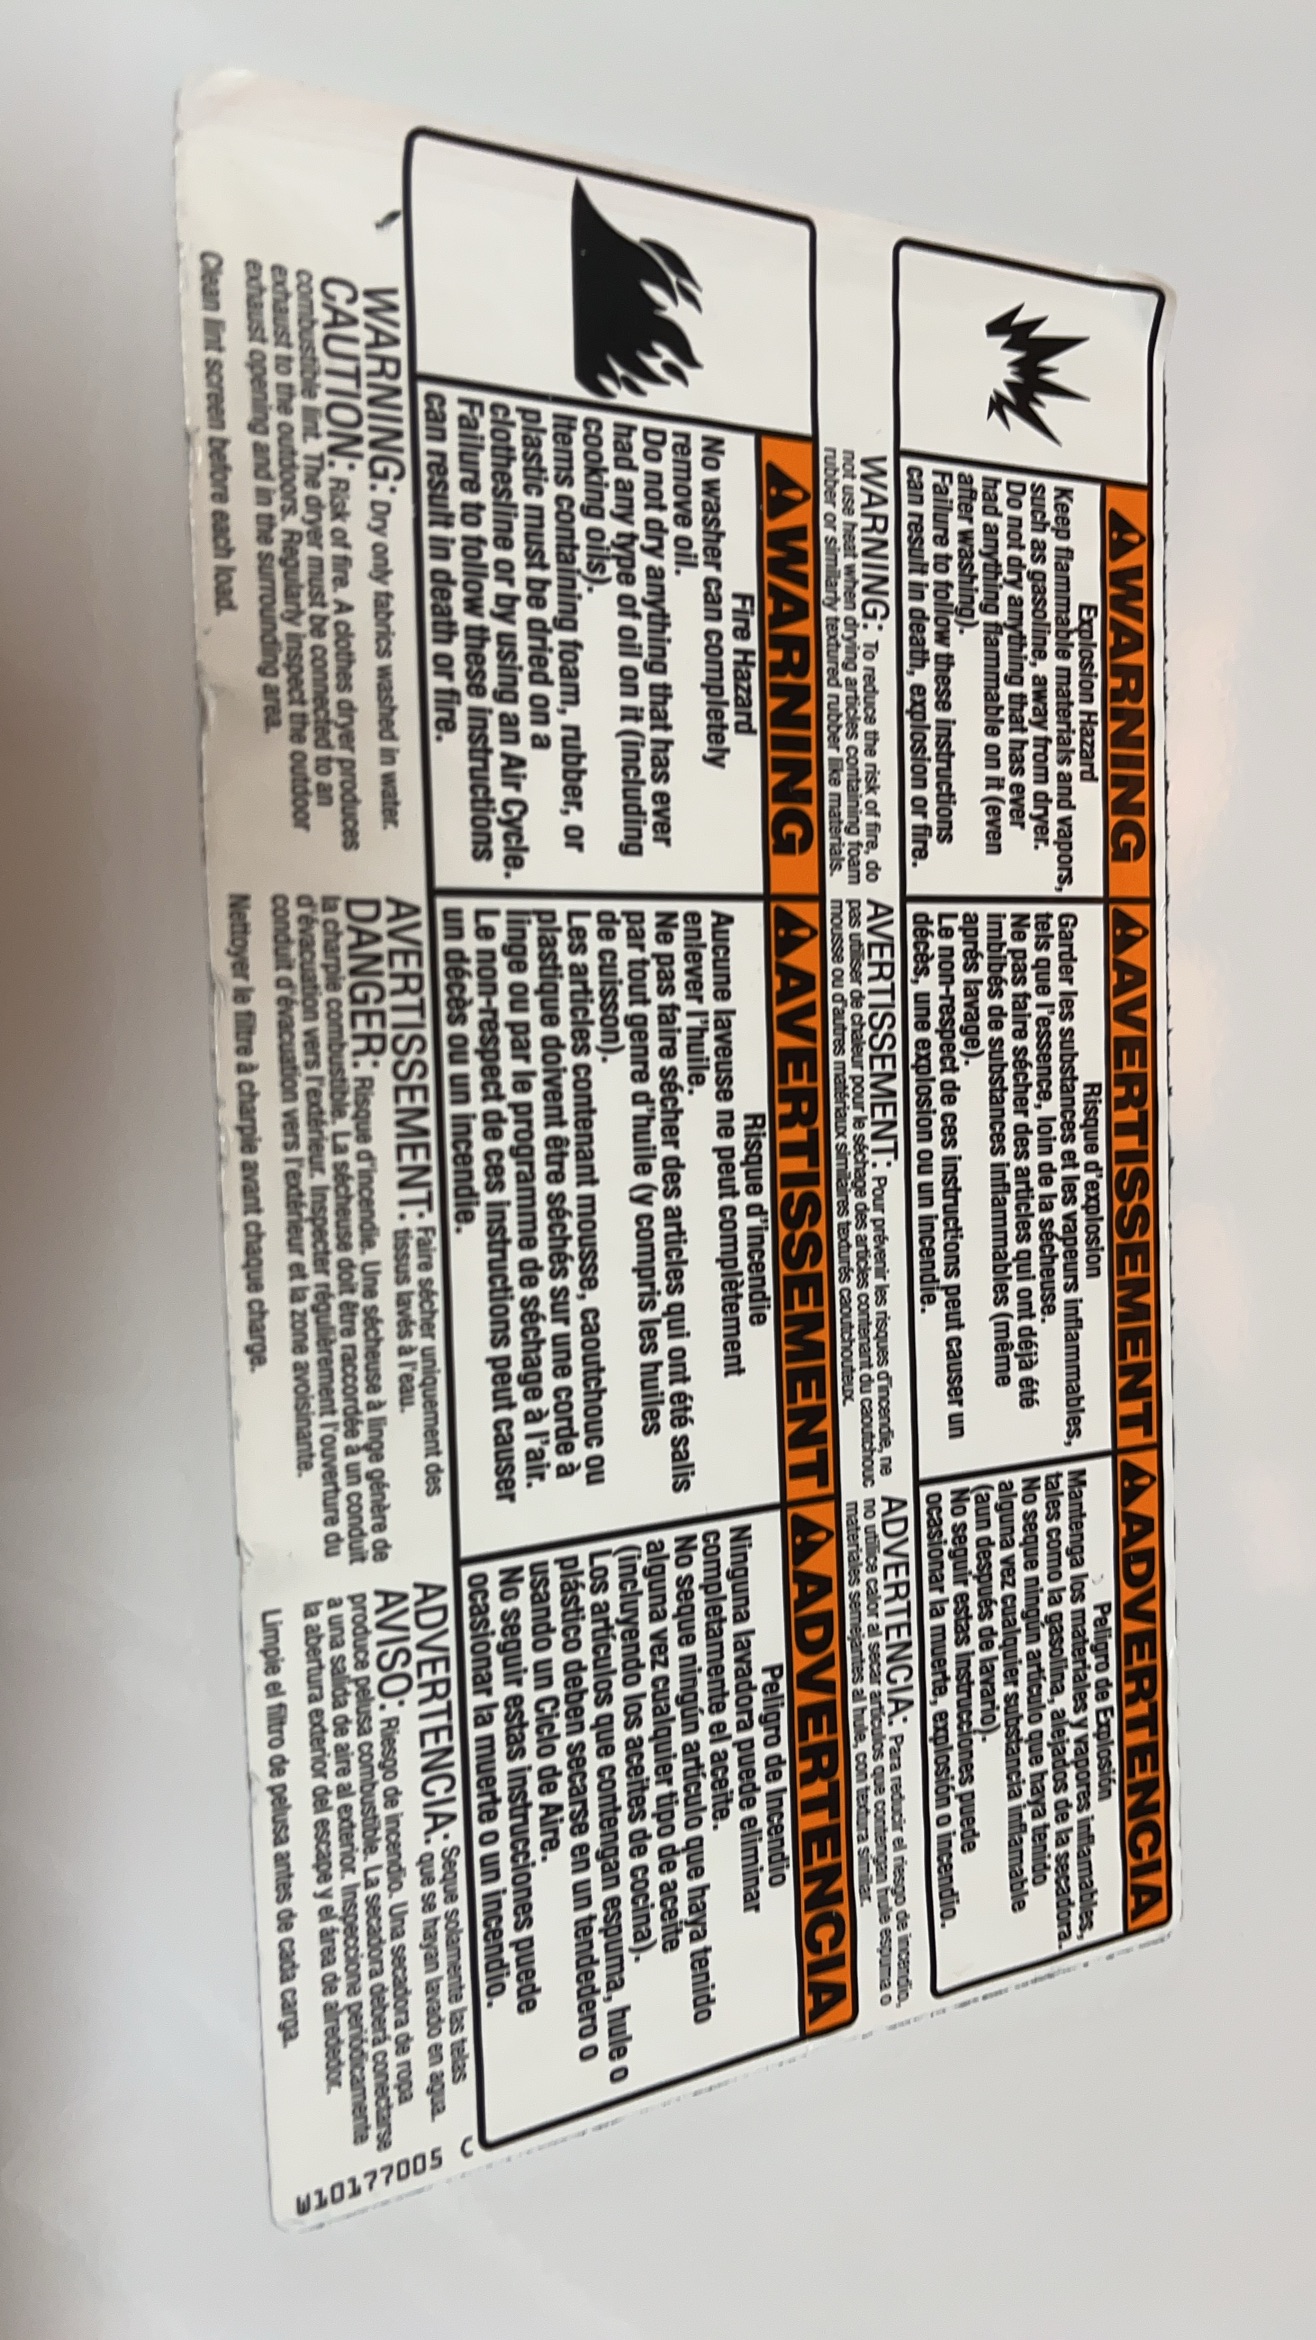 WARNING
AVERTISSEMENT
ADVERTENCIA
Explosion Hazard
Keep flammable materials and vapors,
such as gasoline, away from dryer.
Do not dry anything that has ever
had anything flammable on it (even
after washing).
Failure to follow these instructions
can result in death, explosion or fire.
Risque d'explosion
Garder les substances et les vapeurs inflammables,
tels que l'essence, loin de la sécheuse.
Ne pas faire sécher des articles qui ont déjà été
imbibés de substances inflammables (même
aprés lavage).
Le non-respect de ces instructions peut causer un
décès, une explosion ou un incendie.
Peligro de Explosión
Mantenga los materiales y vapores inflamables,
tales como la gasolina, alejados de la secadora.
No seque ningún artículo que haya tenido
alguna vez cualquier substancia inflamable
(aun después de lavarlo).
No seguir estas instrucciones puede
ocasionar la muerte, explosión o incendio.
WARNING: To reduce the risk of fire, do
not use heat when drying articles containing foam
rubber or similarly textured rubber like materials.
AVERTISSEMENT: Pour prévenir les risques d'incendie, ne
pas utiliser de chaleur pour le séchage des articles contenant du caoutchouc
mousse ou d'autres matériaux similaires texturés caoutchouteux.
ADVERTENCIA: Para reducir el riesgo de incendio,
no utilice calor al secar artículos que contengan hule espuma o
materiales semejantes al hule, con textura similar.
WARNING
AVERTISSEMENT
ADVERTENCIA
Fire Hazard
No washer can completely
remove oil.
Do not dry anything that has ever
had any type of oil on it (including
cooking oils).
Items containing foam, rubber, or
plastic must be dried on a
clothesline or by using an Air Cycle.
Failure to follow these instructions
can result in death or fire.
Risque d'incendie
Aucune laveuse ne peut complètement
enlever l'huile.
Ne pas faire sécher des articles qui ont été salis
par tout genre d'huile (y compris les huiles
de cuisson).
Les articles contenant mousse, caoutchouc ou
plastique doivent être séchés sur une corde à
linge ou par le programme de séchage à l'air.
Le non-respect de ces instructions peut causer
un décès ou un incendie.
Peligro de Incendio
Ninguna lavadora puede eliminar
completamente el aceite.
No seque ningún artículo que haya tenido
alguna vez cualquier tipo de aceite
(incluyendo los aceites de cocina).
Los artículos que contengan espuma, hule o
plástico deben secarse en un tendedero o
usando un Ciclo de Aire.
No seguir estas instrucciones puede
ocasionar la muerte o un incendio.
WARNING: Dry only fabrics washed in water.
CAUTION: Risk of fire. A clothes dryer produces
combustible lint. The dryer must be connected to an
exhaust to the outdoors. Regularly inspect the outdoor
exhaust opening and in the surrounding area.
Clean lint screen before each load.
AVERTISSEMENT: Faire sécher uniquement des
tissus lavés à l'eau.
DANGER: Risque d'incendie. Une sécheuse à linge génère de
la charpie combustible. La sécheuse doit être raccordée à un conduit
d'évacuation vers l'extérieur. Inspecter régulièrement l'ouverture du
conduit d'évacuation vers l'extérieur et la zone avoisinante.
Nettoyer le filtre à charpie avant chaque charge.
ADVERTENCIA: Seque solamente las telas
que se hayan lavado en agua.
AVISO: Riesgo de incendio. Una secadora de ropa
produce pelusa combustible. La secadora deberá conectarse
a una salida de aire al exterior. Inspeccione periódicamente
la abertura exterior del escape y el área de alrededor.
Limpie el filtro de pelusa antes de cada carga.
W10177005 C